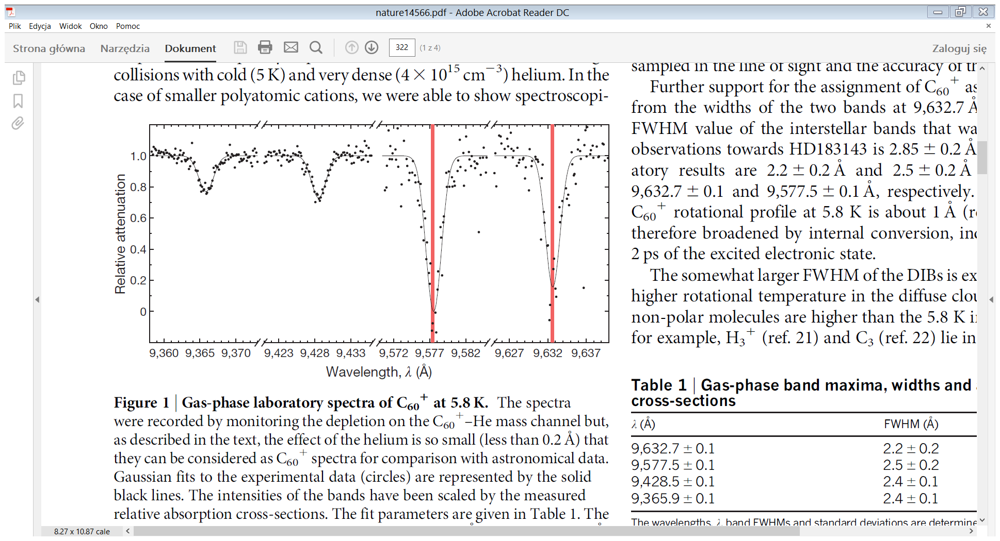 nature14566.pdf - Adobe Acrobat Reader DC
Plik Edycja Widok Okno Pomoc
Strona główna Narzędzia Dokument 322 (1 z 4) Zaloguj się
collisions with cold (5 K) and very dense (4 × 10¹⁵ cm⁻³) helium. In the
case of smaller polyatomic cations, we were able to show spectroscopi-
Relative attenuation
1.0
0.8
0.6
0.4
0.2
0
9,360 9,365 9,370 9,423 9,428 9,433 9,572 9,577 9,582 9,627 9,632 9,637
Wavelength, λ (Å)
Figure 1 | Gas-phase laboratory spectra of C₆₀⁺ at 5.8 K. The spectra
were recorded by monitoring the depletion on the C₆₀⁺–He mass channel but,
as described in the text, the effect of the helium is so small (less than 0.2 Å) that
they can be considered as C₆₀⁺ spectra for comparison with astronomical data.
Gaussian fits to the experimental data (circles) are represented by the solid
black lines. The intensities of the bands have been scaled by the measured
relative absorption cross-sections. The fit parameters are given in Table 1. The
sampled in the line of sight and the accuracy of
Further support for the assignment of C₆₀⁺ as
from the widths of the two bands at 9,632.7 Å
FWHM value of the interstellar bands that wa
observations towards HD183143 is 2.85 ± 0.2 Å
atory results are 2.2 ± 0.2 Å and 2.5 ± 0.2 Å
9,632.7 ± 0.1 and 9,577.5 ± 0.1 Å, respectively.
C₆₀⁺ rotational profile at 5.8 K is about 1 Å (r
therefore broadened by internal conversion, in
2 ps of the excited electronic state.
The somewhat larger FWHM of the DIBs is ex
higher rotational temperature in the diffuse clou
non-polar molecules are higher than the 5.8 K i
for example, H₃⁺ (ref. 21) and C₃ (ref. 22) lie in
Table 1 | Gas-phase band maxima, widths and
cross-sections
λ (Å) FWHM (Å)
9,632.7 ± 0.1 2.2 ± 0.2
9,577.5 ± 0.1 2.5 ± 0.2
9,428.5 ± 0.1 2.4 ± 0.1
9,365.9 ± 0.1 2.4 ± 0.1
The wavelengths, λ, band FWHMs and standard deviations are determine
8.27 x 10.87 cale